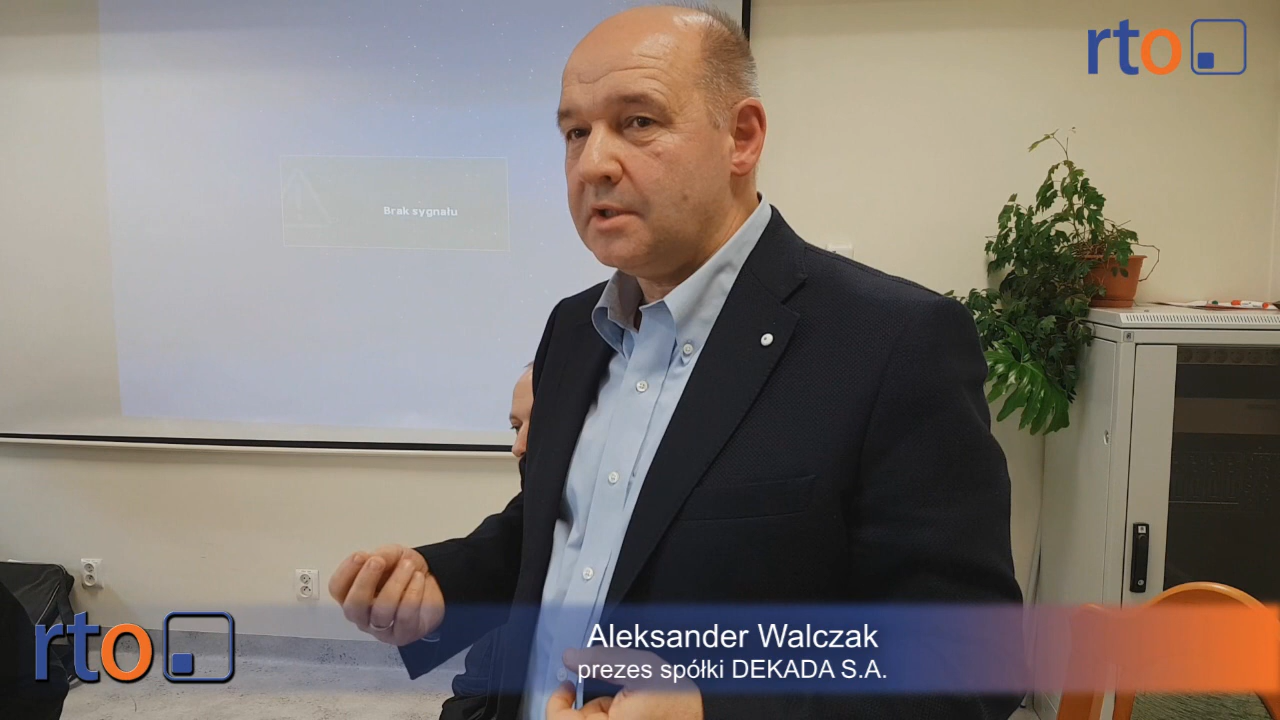 rto
Brak sygnału
rto
Aleksander Walczak
prezes spółki DEKADA S.A.